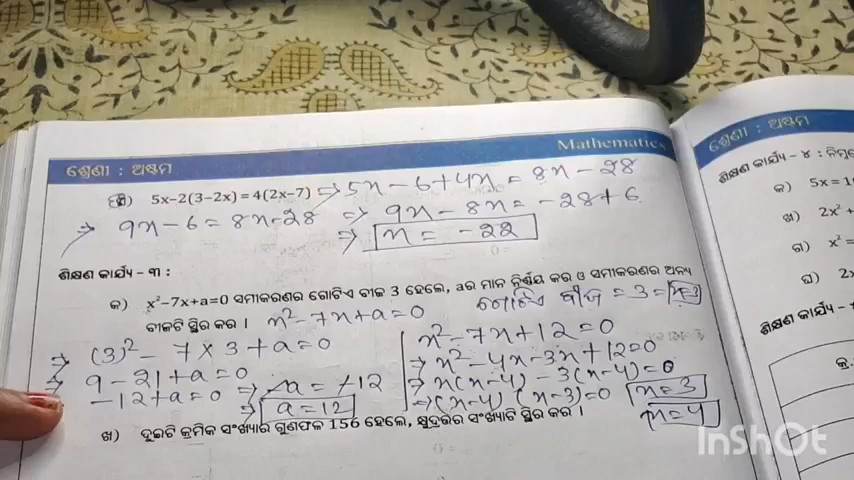 ଶ୍ରେଣୀ : ଅଷ୍ଟମ
Mathematics
5x-2(3-2x)=4(2x-7) ⇒ 5x-6+4x=8x-28
⇒ 9x-6=8x-28 ⇒ 9x-8x=-28+6
⇒ x=-22
ଶିକ୍ଷଣ କାର୍ଯ୍ୟ-୩ :
କ) x²-7x+a=0 ସମୀକରଣର ଗୋଟିଏ ବୀଜ 3 ହେଲେ, aର ମାନ ନିର୍ଣ୍ଣୟ କର ଓ ସମୀକରଣର ଅନ୍ୟ
ବୀଜଟି ସ୍ଥିର କର । x²-7x+a=0 ଗୋଟିଏ ବୀଜ =3= x=3
⇒ (3)²-7×3+a=0
⇒ 9-21+a=0
-12+a=0 ⇒ a=+12
⇒ a=12
x²-7x+12=0
⇒ x²-4x-3x+12=0
⇒ x(x-4)-3(x-4)=0
⇒ (x-4)(x-3)=0 x=3
x=4
ଖ) ଦୁଇଟି କ୍ରମିକ ସଂଖ୍ୟାର ଗୁଣଫଳ 156 ହେଲେ, କ୍ଷୁଦ୍ରତର ସଂଖ୍ୟାଟି ସ୍ଥିର କର ।
ଶ୍ରେଣୀ : ଅଷ୍ଟମ
ଶିକ୍ଷଣ କାର୍ଯ୍ୟ-୪ :
କ) 5x=
ଖ) 2x²+
ଗ) x²=
ଘ)
ଶିକ୍ଷଣ କାର୍ଯ୍ୟ-
କ.
InShOt